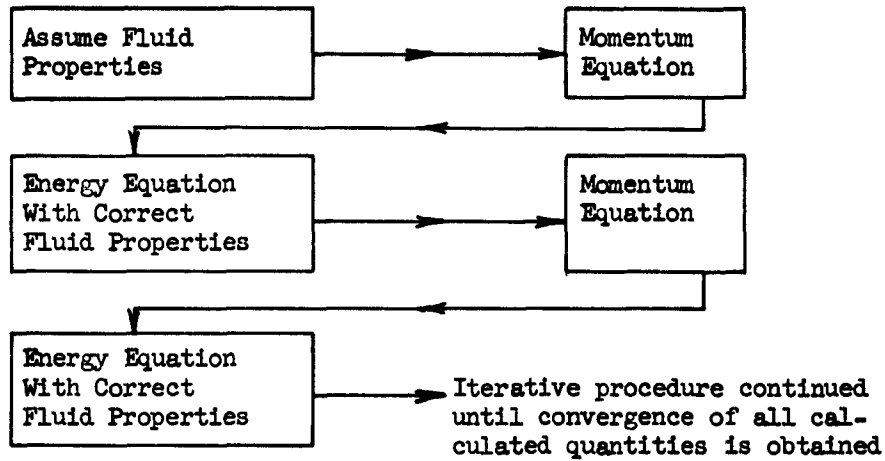 Assume Fluid
Properties
Momentum
Equation
Energy Equation
With Correct
Fluid Properties
Momentum
Equation
Energy Equation
With Correct
Fluid Properties
Iterative procedure continued
until convergence of all cal-
culated quantities is obtained